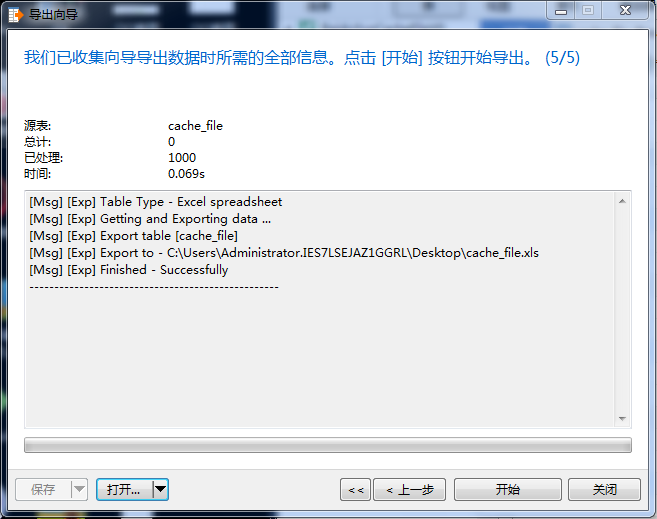 导出向导
我们已收集向导导出数据时所需的全部信息。点击 [开始] 按钮开始导出。 (5/5)
源表: cache_file
总计: 0
已处理: 1000
时间: 0.069s
[Msg] [Exp] Table Type - Excel spreadsheet
[Msg] [Exp] Getting and Exporting data ...
[Msg] [Exp] Export table [cache_file]
[Msg] [Exp] Export to - C:\Users\Administrator.IES7LSEJAZ1GGRL\Desktop\cache_file.xls
[Msg] [Exp] Finished - Successfully
--------------------------------------------------
保存 打开... << < 上一步 开始 关闭